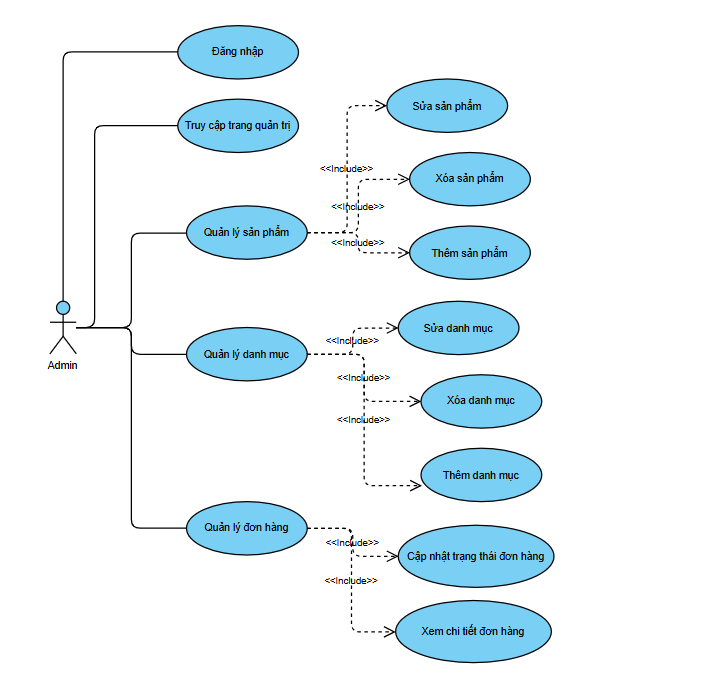 Đăng nhập
Truy cập trang quản trị
Sửa sản phẩm
<<Include>>
Xóa sản phẩm
<<Include>>
Quản lý sản phẩm
<<Include>>
Thêm sản phẩm
Admin
Sửa danh mục
<<Include>>
Quản lý danh mục
<<Include>>
Xóa danh mục
<<Include>>
Thêm danh mục
Quản lý đơn hàng
<<Include>>
Cập nhật trạng thái đơn hàng
<<Include>>
Xem chi tiết đơn hàng